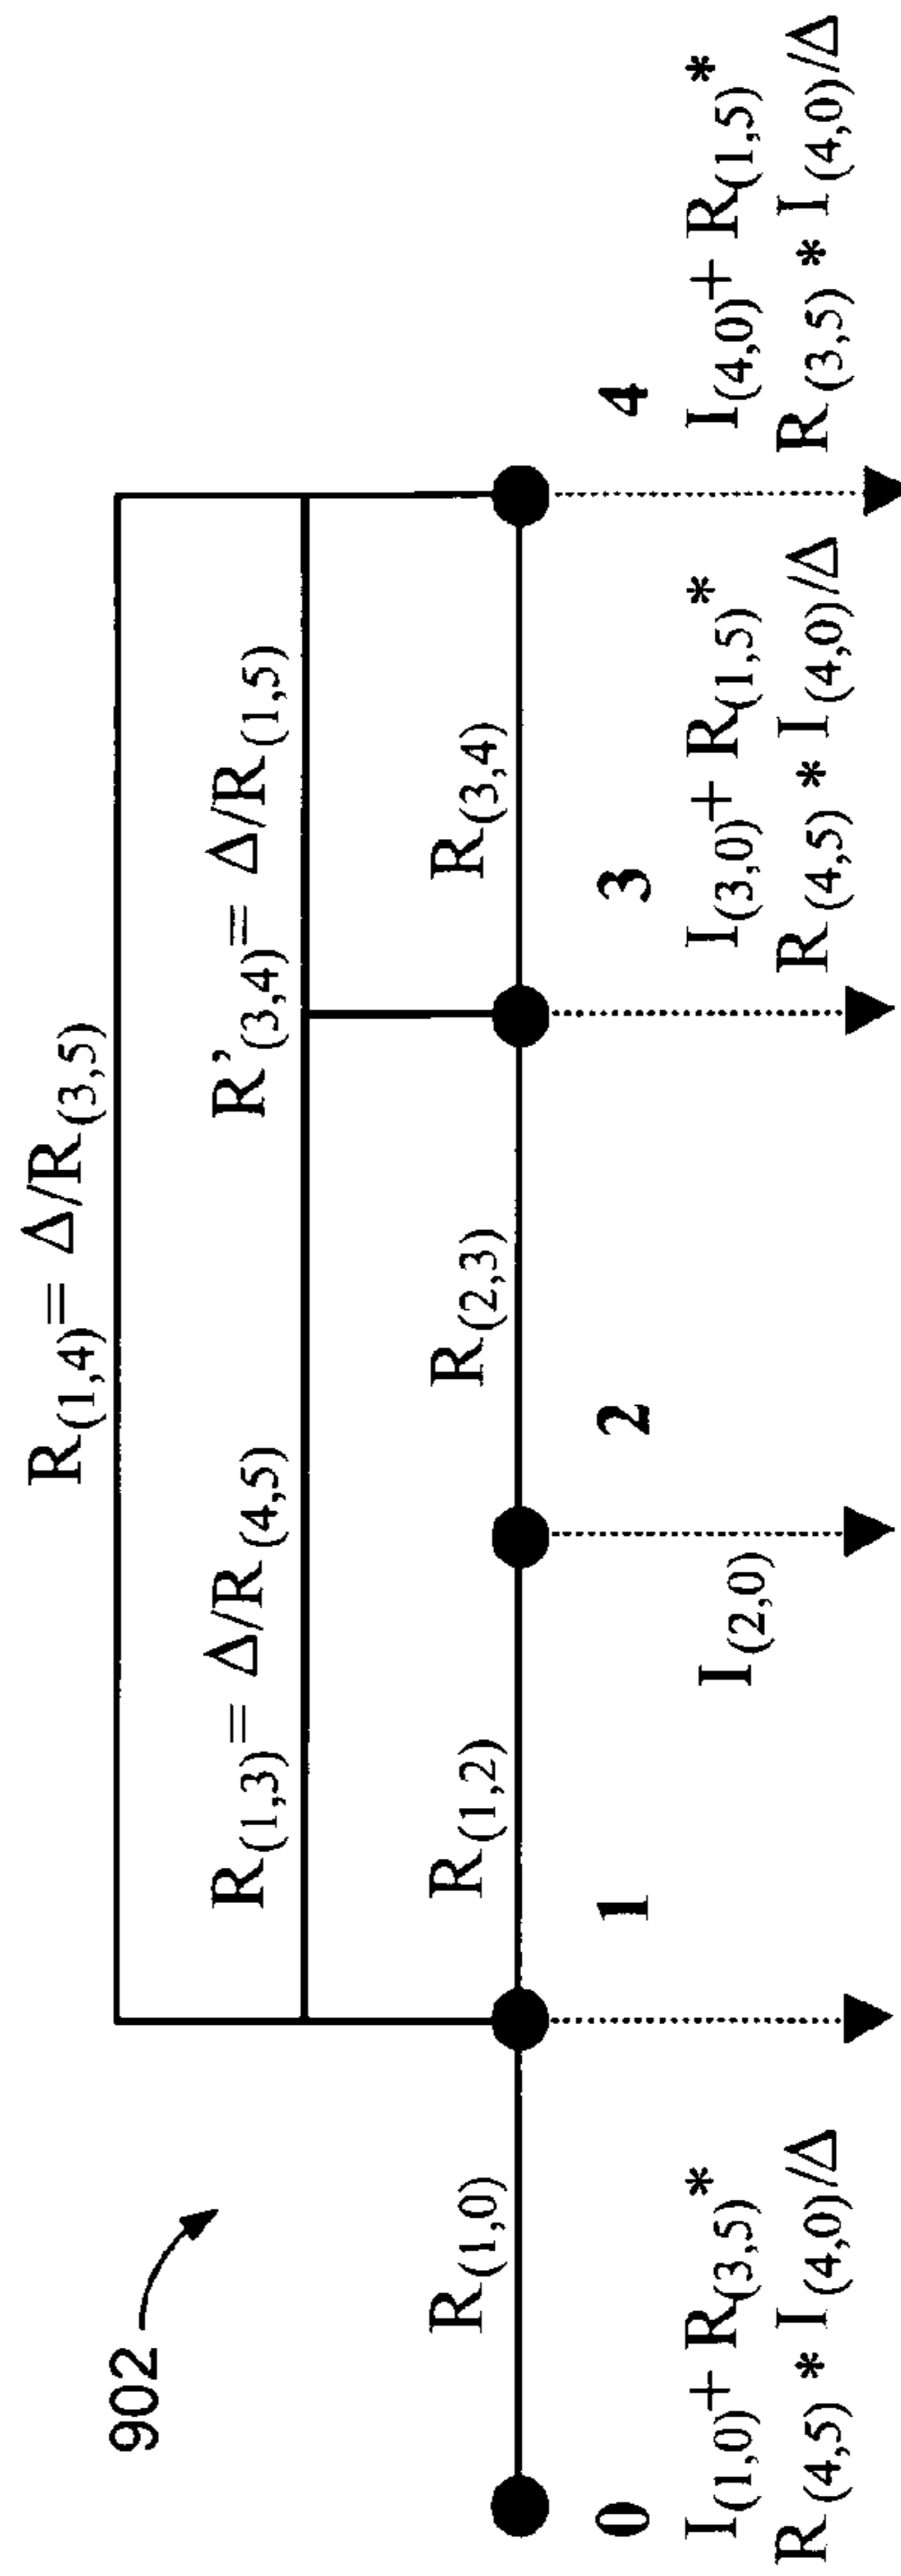 R(1,4)= Δ/R(3,5)
902
R(1,3)= Δ/R(4,5)
R'(3,4)= Δ/R(1,5)
R(1,0)
R(1,2)
R(2,3)
R(3,4)
0
1
2
3
4
I(1,0)+ R(3,5)*
R(4,5) * I(4,0)/Δ
I(2,0)
I(3,0)+ R(1,5)*
R(4,5) * I(4,0)/Δ
I(4,0)+ R(1,5)*
R(3,5) * I(4,0)/Δ